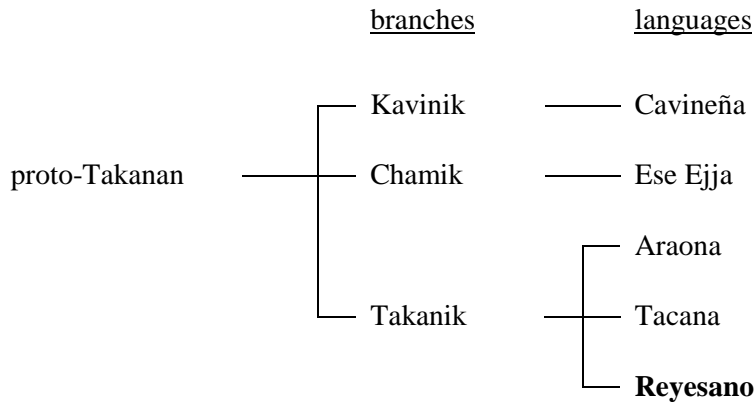 branches languages
Kavinik Cavineña
proto-Takanan Chamik Ese Ejja
Araona
Takanik Tacana
Reyesano